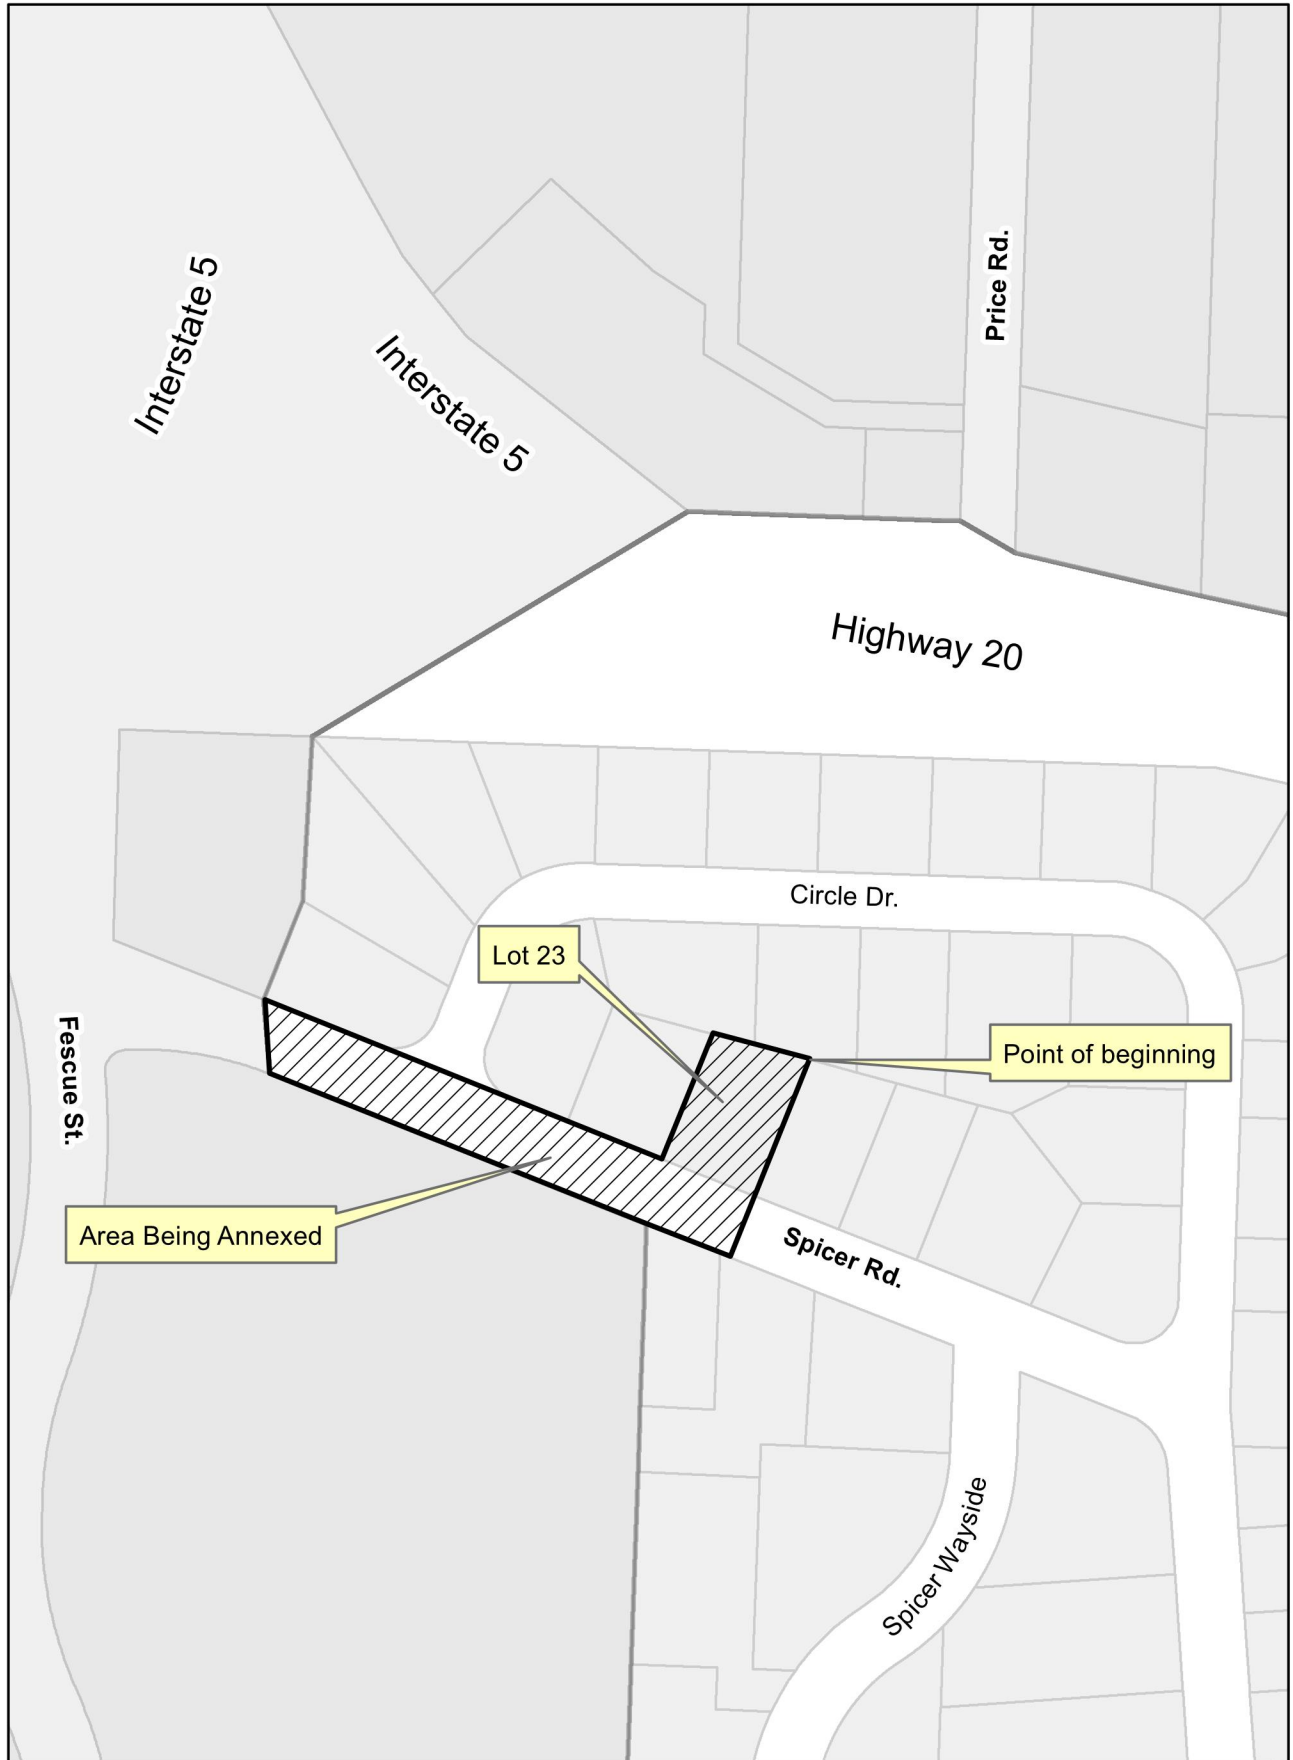 Price Rd.
Interstate 5
Interstate 5
Highway 20
Circle Dr.
Lot 23
Point of beginning
Fescue St.
Area Being Annexed
Spicer Rd.
Spicer Wayside